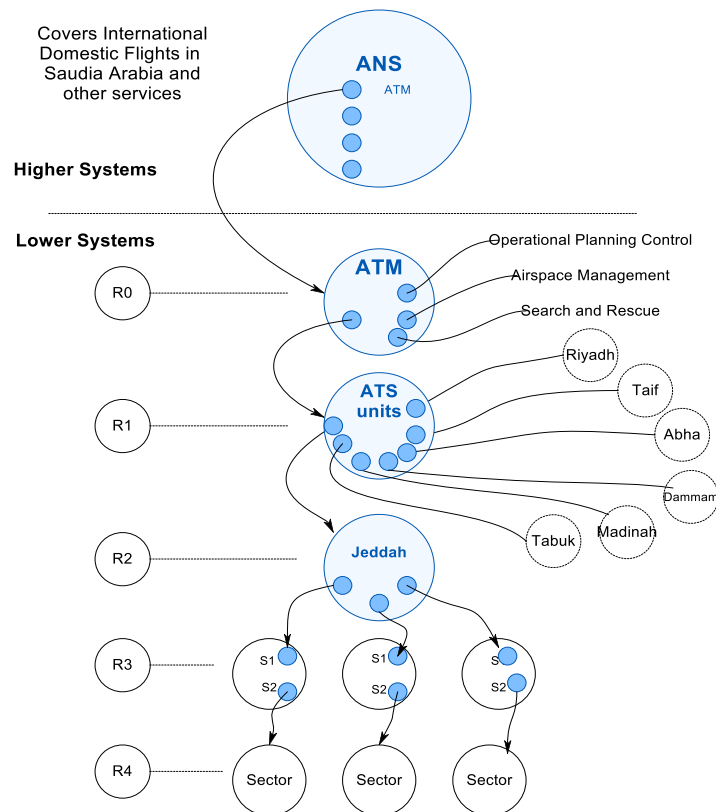 Covers International
Domestic Flights in
Saudia Arabia and
other services
ANS
ATM
Higher Systems
Lower Systems
ATM
Operational Planning Control
Airspace Management
Search and Rescue
R0
ATS
units
Riyadh
Taif
Abha
Dammam
Madinah
Tabuk
R1
Jeddah
R2
S1
S2
S1
S2
S
S2
R3
Sector
Sector
Sector
R4